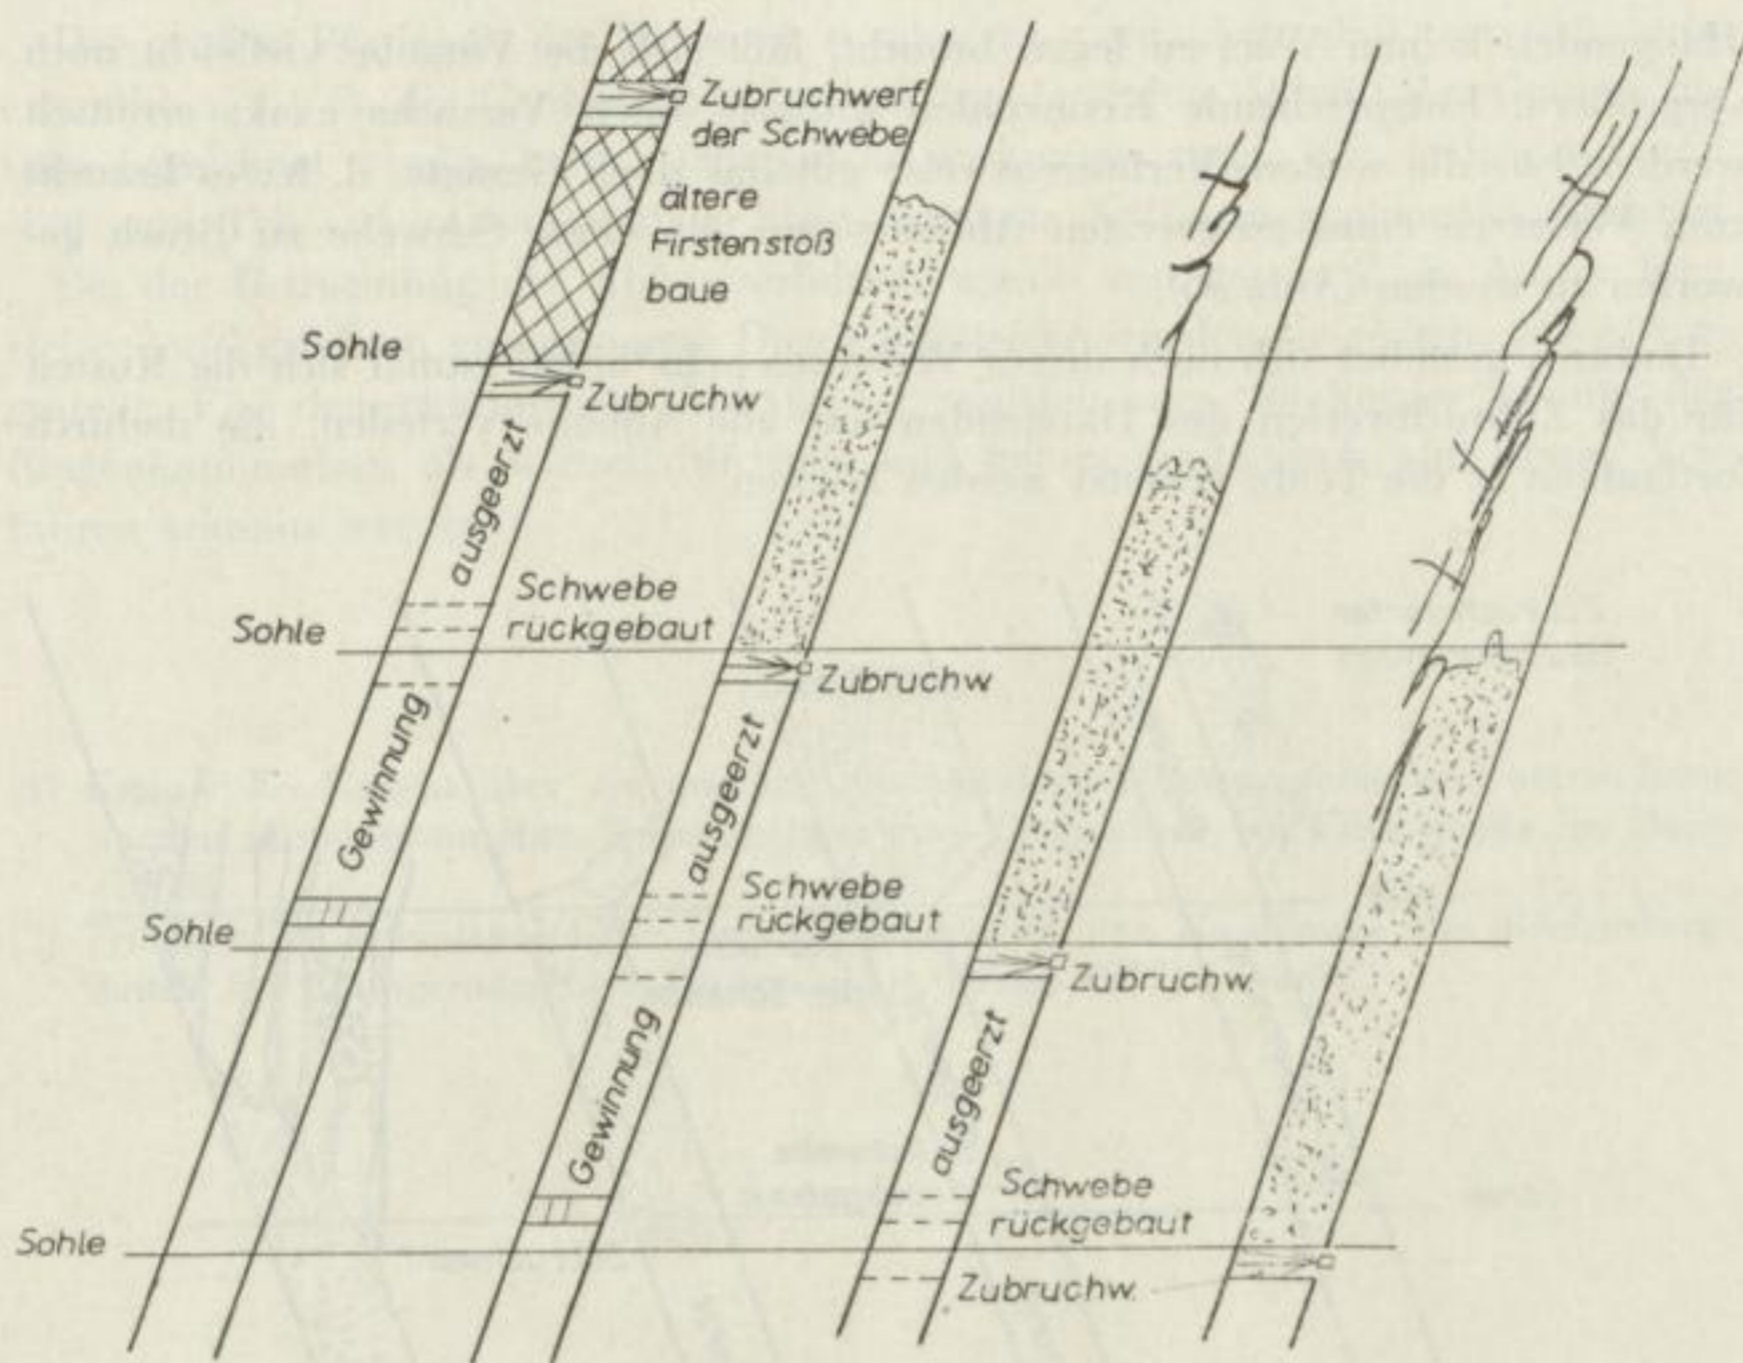 Zubruchwerf
der Schwebe
ältere
Firstenstoß
baue
Sohle
Zubruchw
ausgeerzt
Schwebe
rückgebaut
Sohle
Zubruchw
Gewinnung
ausgeerzt
Schwebe
rückgebaut
Sohle
Zubruchw.
Gewinnung
ausgeerzt
Schwebe
rückgebaut
Sohle
Zubruchw.